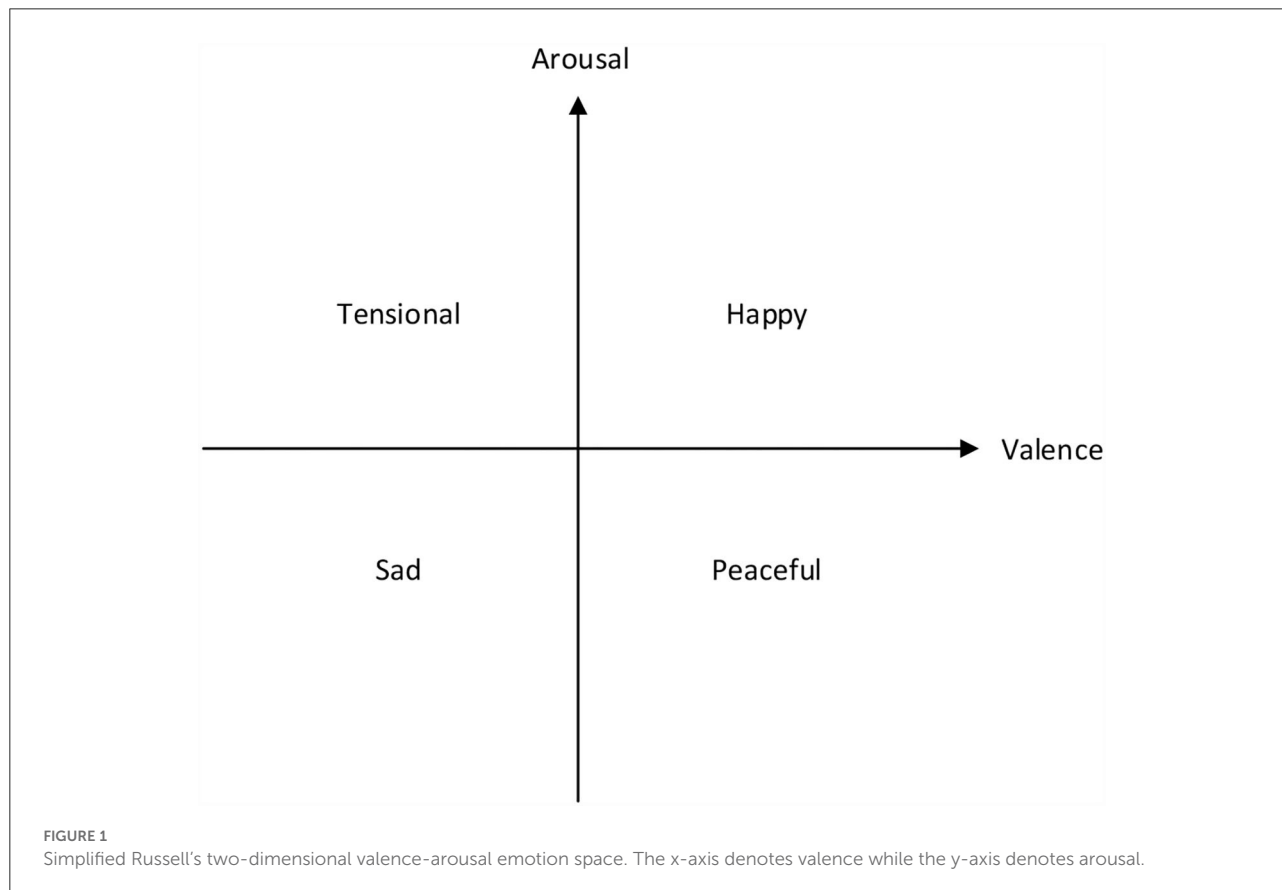 Arousal
Tensional Happy
Valence
Sad Peaceful
FIGURE 1
Simplified Russell's two-dimensional valence-arousal emotion space. The x-axis denotes valence while the y-axis denotes arousal.